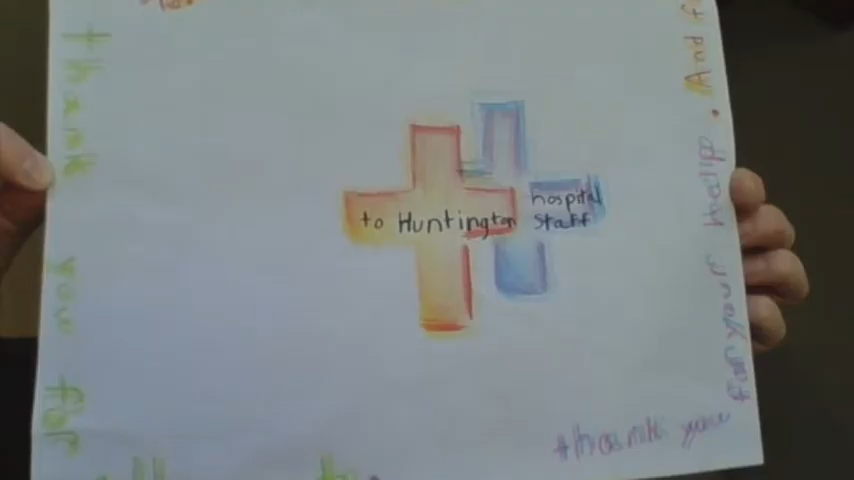 to Huntington hospital
staff
thank you for
thank you
for your help. And f